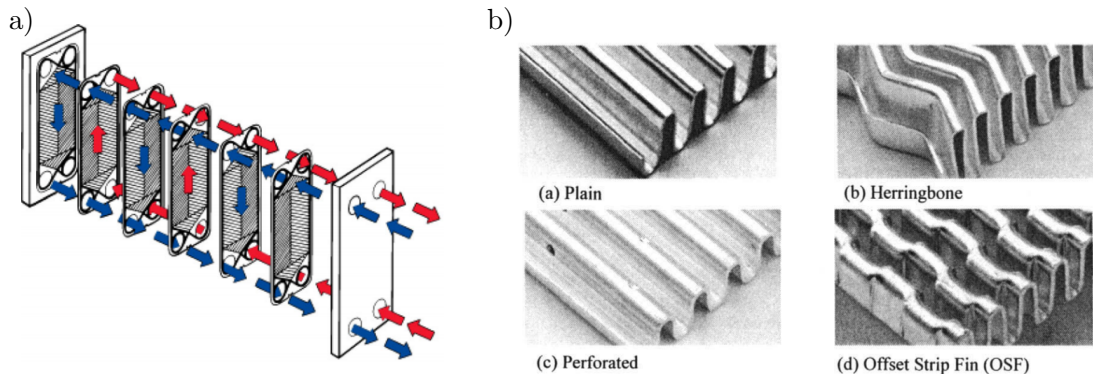 a)
b)
(a) Plain
(b) Herringbone
(c) Perforated
(d) Offset Strip Fin (OSF)